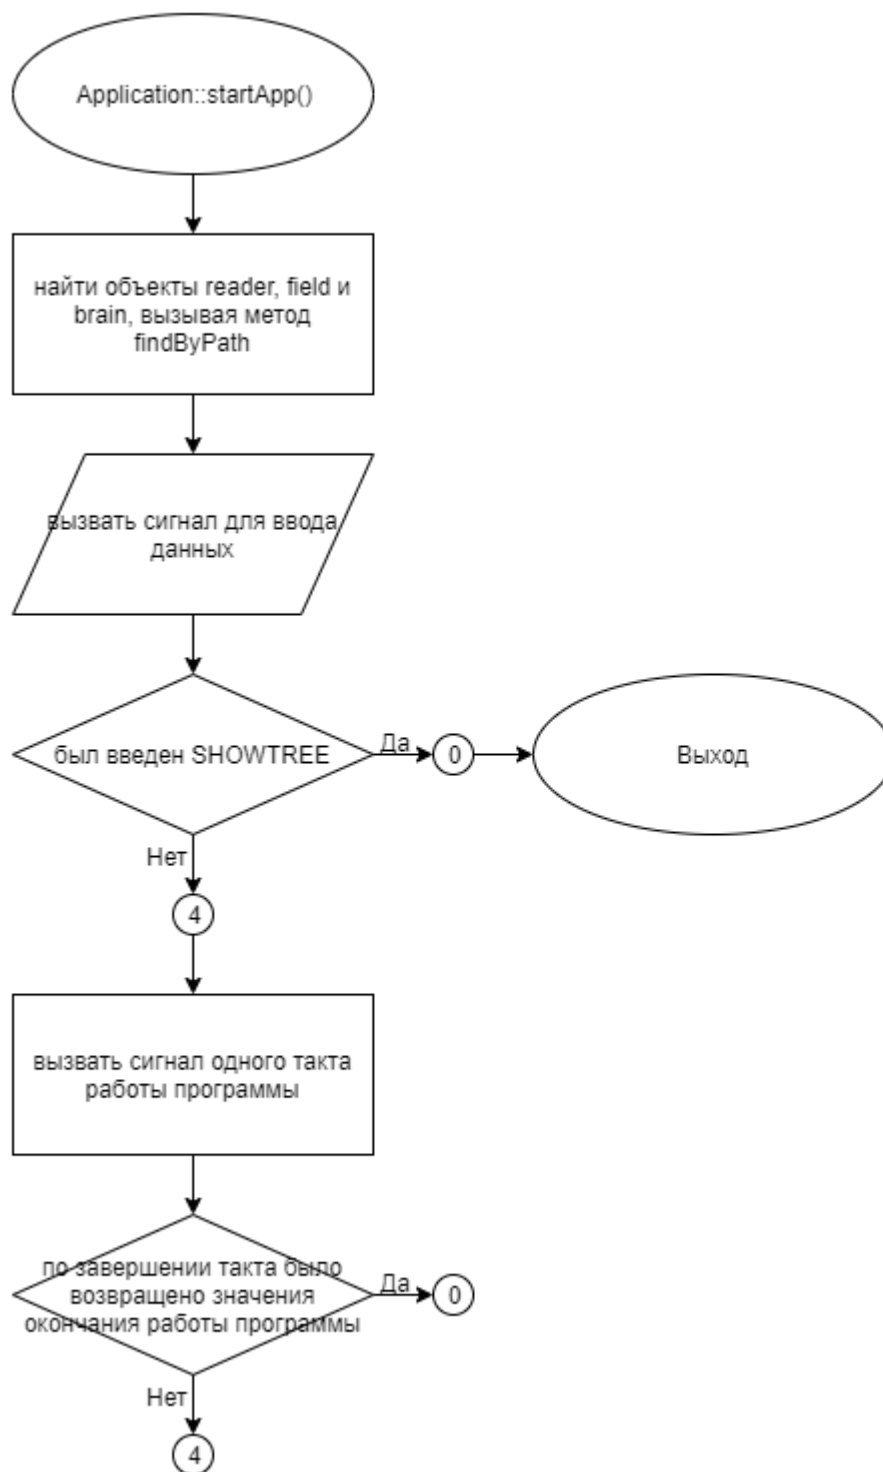 Application::startApp()
найти объекты reader, field и
brain, вызывая метод
findByPath
вызвать сигнал для ввода
данных
был введен SHOWTREE
Да
0
Выход
Нет
4
вызвать сигнал одного такта
работы программы
по завершении такта было
возвращено значения
окончания работы программы
Да
0
Нет
4